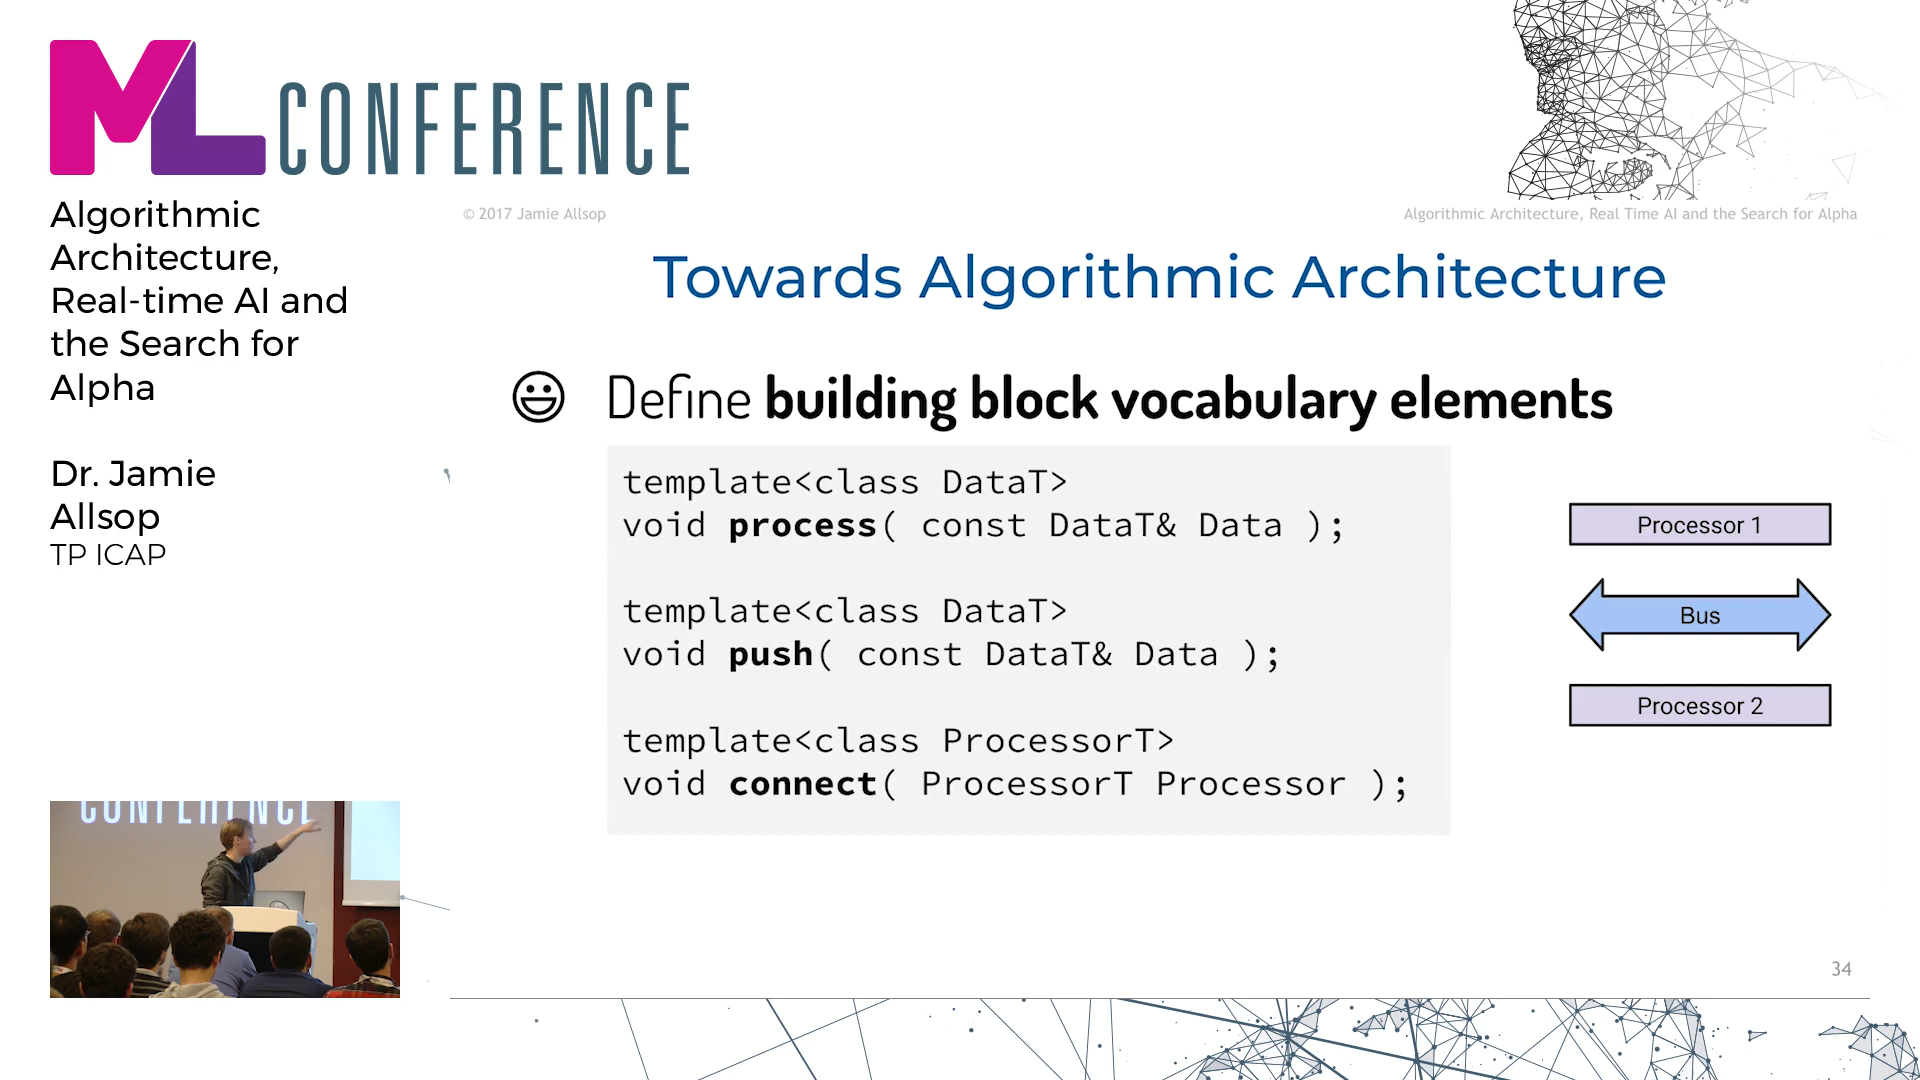 ML CONFERENCE
Algorithmic
Architecture,
Real-time AI and
the Search for
Alpha
Dr. Jamie
Allsop
TP ICAP
CONFERENCE
© 2017 Jamie Allsop
Algorithmic Architecture, Real Time AI and the Search for Alpha
Towards Algorithmic Architecture
Define building block vocabulary elements
template<class DataT>
void process( const DataT& Data );
template<class DataT>
void push( const DataT& Data );
template<class ProcessorT>
void connect( ProcessorT Processor );
Processor 1
Bus
Processor 2
34